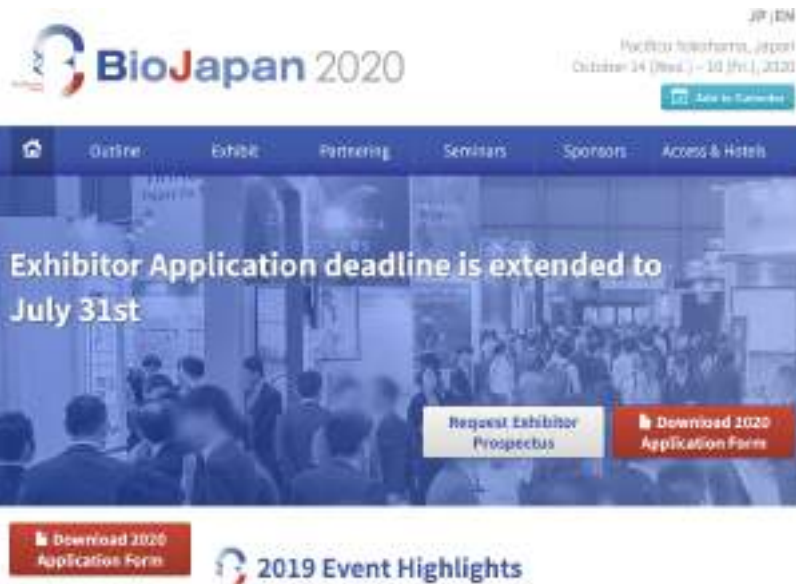 JP | EN
BioJapan 2020
Pacifico Yokohama, Japan
October 14 (Wed.) – 16 (Fri.), 2020
Add to Calendar
Outline Exhibit Partnering Seminars Sponsors Access & Hotels
Exhibitor Application deadline is extended to
July 31st
Request Exhibitor
Prospectus
Download 2020
Application Form
Download 2020
Application Form
2019 Event Highlights